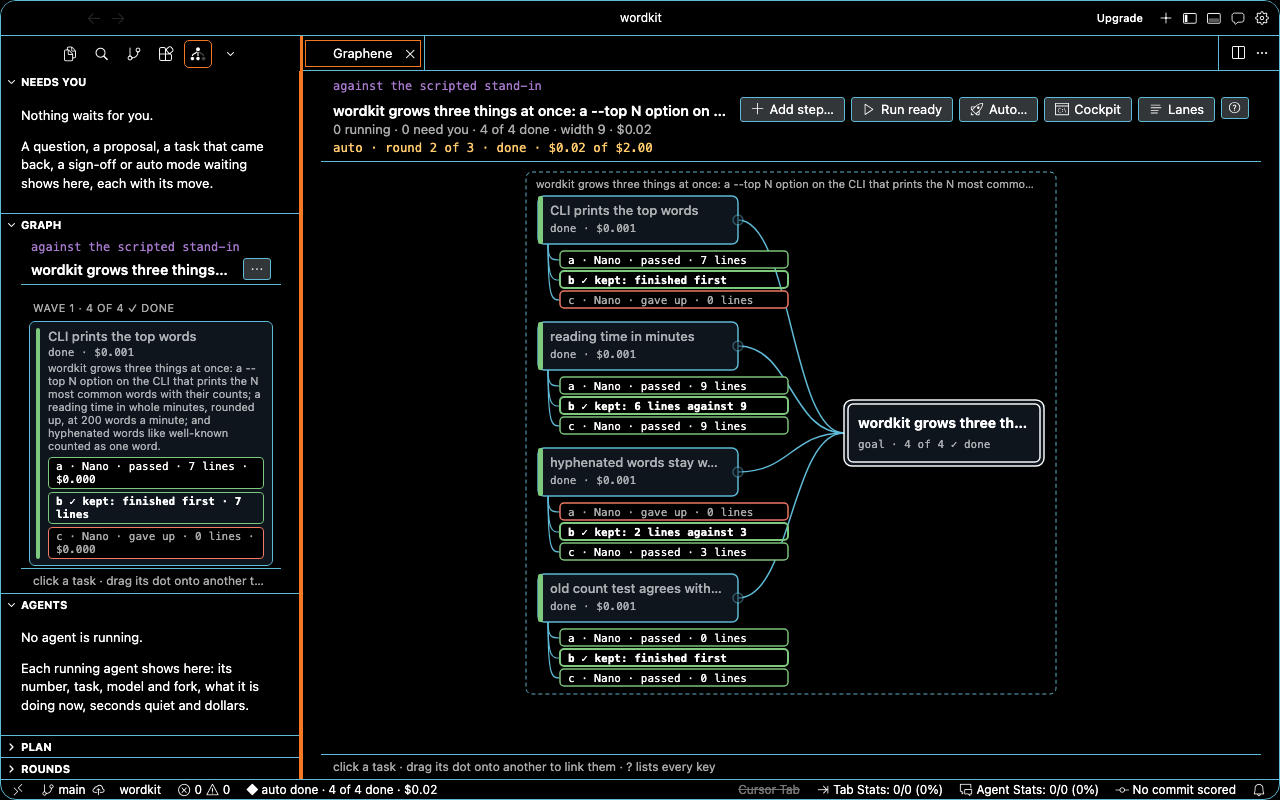 wordkit
Upgrade
NEEDS YOU
Nothing waits for you.
A question, a proposal, a task that came
back, a sign-off or auto mode waiting
shows here, each with its move.
GRAPH
against the scripted stand-in
wordkit grows three things...
WAVE 1 · 4 OF 4 ✓ DONE
CLI prints the top words
done · $0.001
wordkit grows three things at once: a --
top N option on the CLI that prints the N
most common words with their counts; a
reading time in whole minutes, rounded
up, at 200 words a minute; and
hyphenated words like well-known
counted as one word.
a · Nano · passed · 7 lines ·
$0.000
b ✓ kept: finished first · 7
lines
c · Nano · gave up · 0 lines ·
$0.000
click a task · drag its dot onto another t...
AGENTS
No agent is running.
Each running agent shows here: its
number, task, model and fork, what it is
doing now, seconds quiet and dollars.
PLAN
ROUNDS
Graphene
against the scripted stand-in
wordkit grows three things at once: a --top N option on ...
Add step...
Run ready
Auto...
Cockpit
Lanes
0 running · 0 need you · 4 of 4 done · width 9 · $0.02
auto · round 2 of 3 · done · $0.02 of $2.00
wordkit grows three things at once: a --top N option on the CLI that prints the N most commo...
CLI prints the top words
done · $0.001
a · Nano · passed · 7 lines
b ✓ kept: finished first
c · Nano · gave up · 0 lines
reading time in minutes
done · $0.001
a · Nano · passed · 9 lines
b ✓ kept: 6 lines against 9
c · Nano · passed · 9 lines
hyphenated words stay w...
done · $0.001
a · Nano · gave up · 0 lines
b ✓ kept: 2 lines against 3
c · Nano · passed · 3 lines
old count test agrees with...
done · $0.001
a · Nano · passed · 0 lines
b ✓ kept: finished first
c · Nano · passed · 0 lines
wordkit grows three th...
goal · 4 of 4 ✓ done
click a task · drag its dot onto another to link them · ? lists every key
main
wordkit
0
0
auto done · 4 of 4 done · $0.02
Cursor Tab
Tab Stats: 0/0 (0%)
Agent Stats: 0/0 (0%)
No commit scored